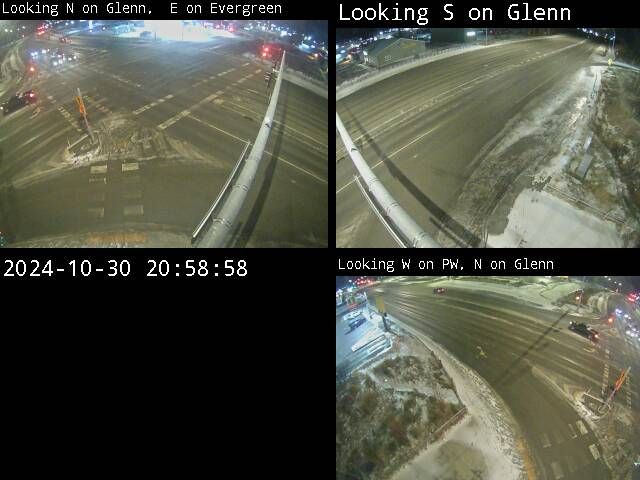 Looking N on Glenn, E on Evergreen
Looking S on Glenn
2024-10-30 20:58:58
Looking W on PW, N on Glenn